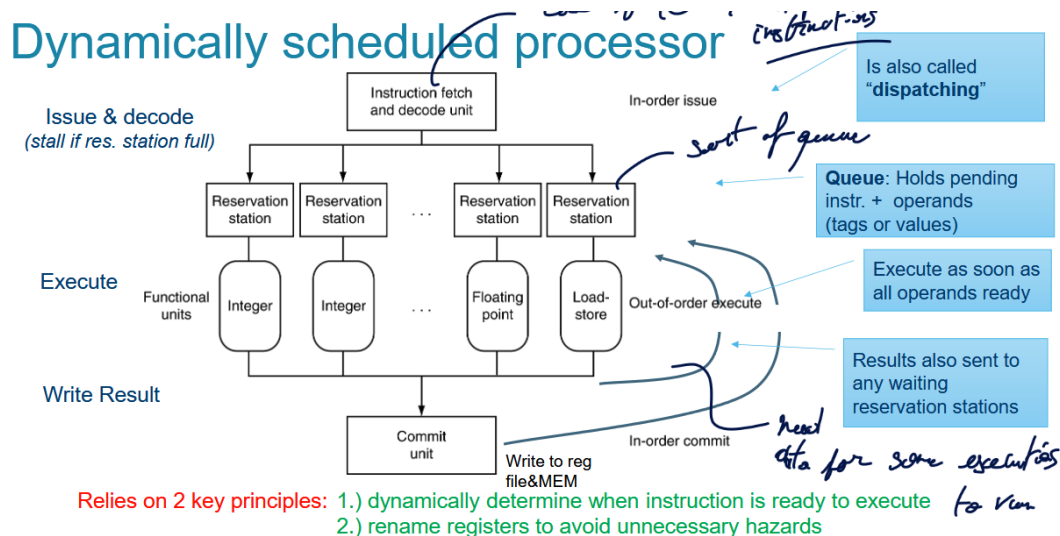 instructions
Dynamically scheduled processor
Issue & decode
(stall if res. station full)
Instruction fetch
and decode unit
In-order issue
Is also called
“dispatching”
sort of queue
Reservation
station
Reservation
station
...
Reservation
station
Reservation
station
Queue: Holds pending
instr. + operands
(tags or values)
Execute
Functional
units
Integer
Integer
...
Floating
point
Load-
store
Out-of-order execute
Execute as soon as
all operands ready
Results also sent to
any waiting
reservation stations
Write Result
Commit
unit
In-order commit
Write to reg
file&MEM
need
data for some executions
to run
Relies on 2 key principles: 1.) dynamically determine when instruction is ready to execute
2.) rename registers to avoid unnecessary hazards